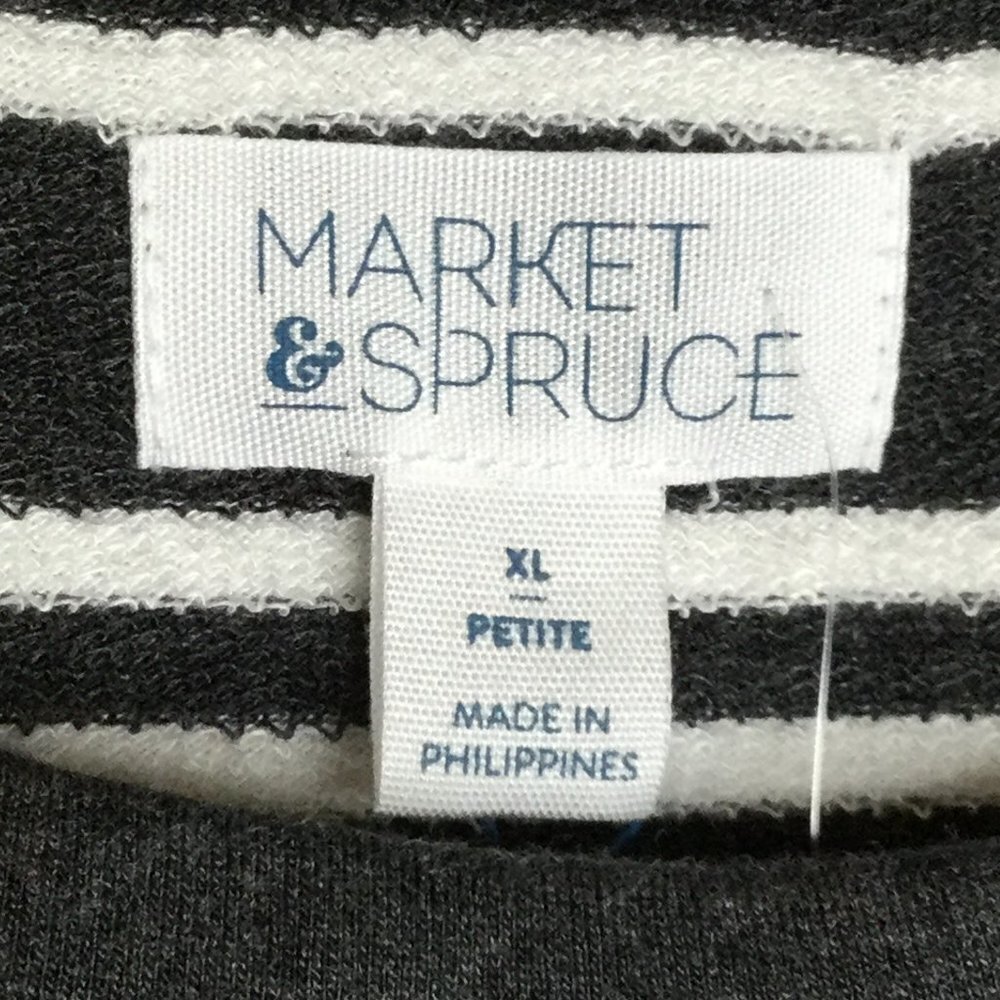 MARKET
& SPRUCE
XL
PETITE
MADE IN
PHILIPPINES